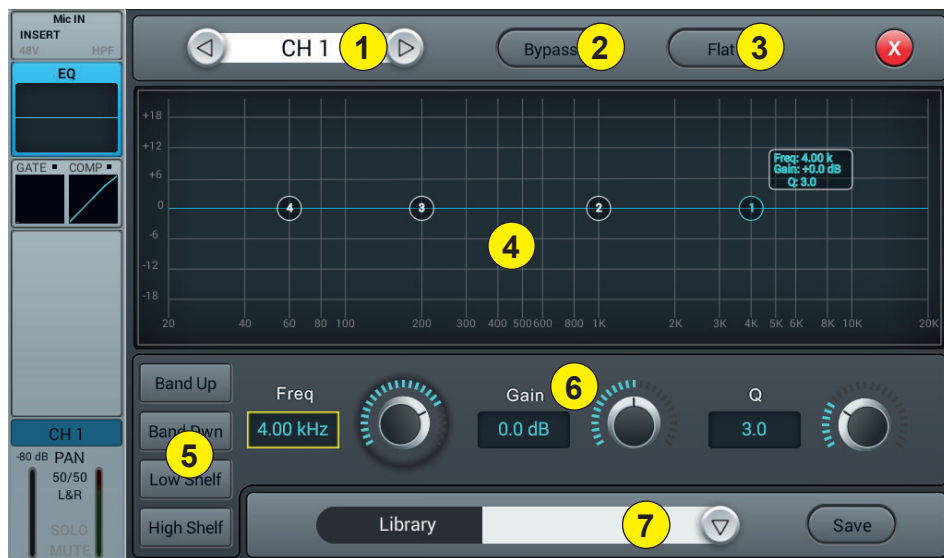 Mic IN
INSERT
48V HPF
EQ
GATE COMP
CH 1
-80 dB PAN
50/50
L&R
SOLO
MUTE
CH 1 1
Bypass 2
Flat 3
X
+18
+12
+6
0
-6
-12
-18
Freq: 4.00 k
Gain: +0.0 dB
Q: 3.0
4 3 2 1
4
20 40 60 80 100 200 300 400 500 600 800 1K 2K 3K 4K 5K 6K 8K 10K 20K
Band Up
Band Dwn
5
Low Shelf
High Shelf
Freq
4.00 kHz
Gain 6
0.0 dB
Q
3.0
Library 7
Save